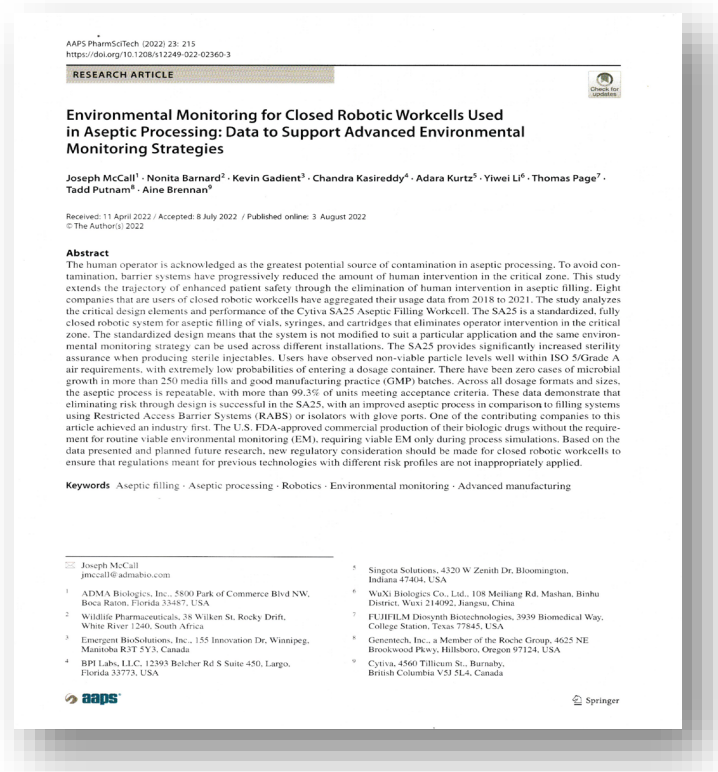 AAPS PharmSciTech (2022) 23: 215
https://doi.org/10.1208/s12249-022-02360-3
RESEARCH ARTICLE
Check for
updates
Environmental Monitoring for Closed Robotic Workcells Used
in Aseptic Processing: Data to Support Advanced Environmental
Monitoring Strategies
Joseph McCall1 · Nonita Barnard2 · Kevin Gadient3 · Chandra Kasireddy4 · Adara Kurtz5 · Yiwei Li6 · Thomas Page7 ·
Tadd Putnam8 · Aine Brennan9
Received: 11 April 2022 / Accepted: 8 July 2022 / Published online: 3 August 2022
© The Author(s) 2022
Abstract
The human operator is acknowledged as the greatest potential source of contamination in aseptic processing. To avoid con-
tamination, barrier systems have progressively reduced the amount of human intervention in the critical zone. This study
extends the trajectory of enhanced patient safety through the elimination of human intervention in aseptic filling. Eight
companies that are users of closed robotic workcells have aggregated their usage data from 2018 to 2021. The study analyzes
the critical design elements and performance of the Cytiva SA25 Aseptic Filling Workcell. The SA25 is a standardized, fully
closed robotic system for aseptic filling of vials, syringes, and cartridges that eliminates operator intervention in the critical
zone. The standardized design means that the system is not modified to suit a particular application and the same environ-
mental monitoring strategy can be used across different installations. The SA25 provides significantly increased sterility
assurance when producing sterile injectables. Users have observed non-viable particle levels well within ISO 5/Grade A
air requirements, with extremely low probabilities of entering a dosage container. There have been zero cases of microbial
growth in more than 250 media fills and good manufacturing practice (GMP) batches. Across all dosage formats and sizes,
the aseptic process is repeatable, with more than 99.3% of units meeting acceptance criteria. These data demonstrate that
eliminating risk through design is successful in the SA25, with an improved aseptic process in comparison to filling systems
using Restricted Access Barrier Systems (RABS) or isolators with glove ports. One of the contributing companies to this
article achieved an industry first. The U.S. FDA-approved commercial production of their biologic drugs without the require-
ment for routine viable environmental monitoring (EM), requiring viable EM only during process simulations. Based on the
data presented and planned future research, new regulatory consideration should be made for closed robotic workcells to
ensure that regulations meant for previous technologies with different risk profiles are not inappropriately applied.
Keywords Aseptic filling · Aseptic processing · Robotics · Environmental monitoring · Advanced manufacturing
Joseph McCall
jmccall@admabio.com
1 ADMA Biologics, Inc., 5800 Park of Commerce Blvd NW,
Boca Raton, Florida 33487, USA
2 Wildlife Pharmaceuticals, 38 Wilken St, Rocky Drift,
White River 1240, South Africa
3 Emergent BioSolutions, Inc., 155 Innovation Dr, Winnipeg,
Manitoba R3T 5Y3, Canada
4 BPI Labs, LLC, 12393 Belcher Rd S Suite 450, Largo,
Florida 33773, USA
5 Singota Solutions, 4320 W Zenith Dr, Bloomington,
Indiana 47404, USA
6 WuXi Biologics Co., Ltd., 108 Meiliang Rd, Mashan, Binhu
District, Wuxi 214092, Jiangsu, China
7 FUJIFILM Diosynth Biotechnologies, 3939 Biomedical Way,
College Station, Texas 77845, USA
8 Genentech, Inc., a Member of the Roche Group, 4625 NE
Brookwood Pkwy, Hillsboro, Oregon 97124, USA
9 Cytiva, 4560 Tillicum St., Burnaby,
British Columbia V5J 5L4, Canada
aaps
Springer